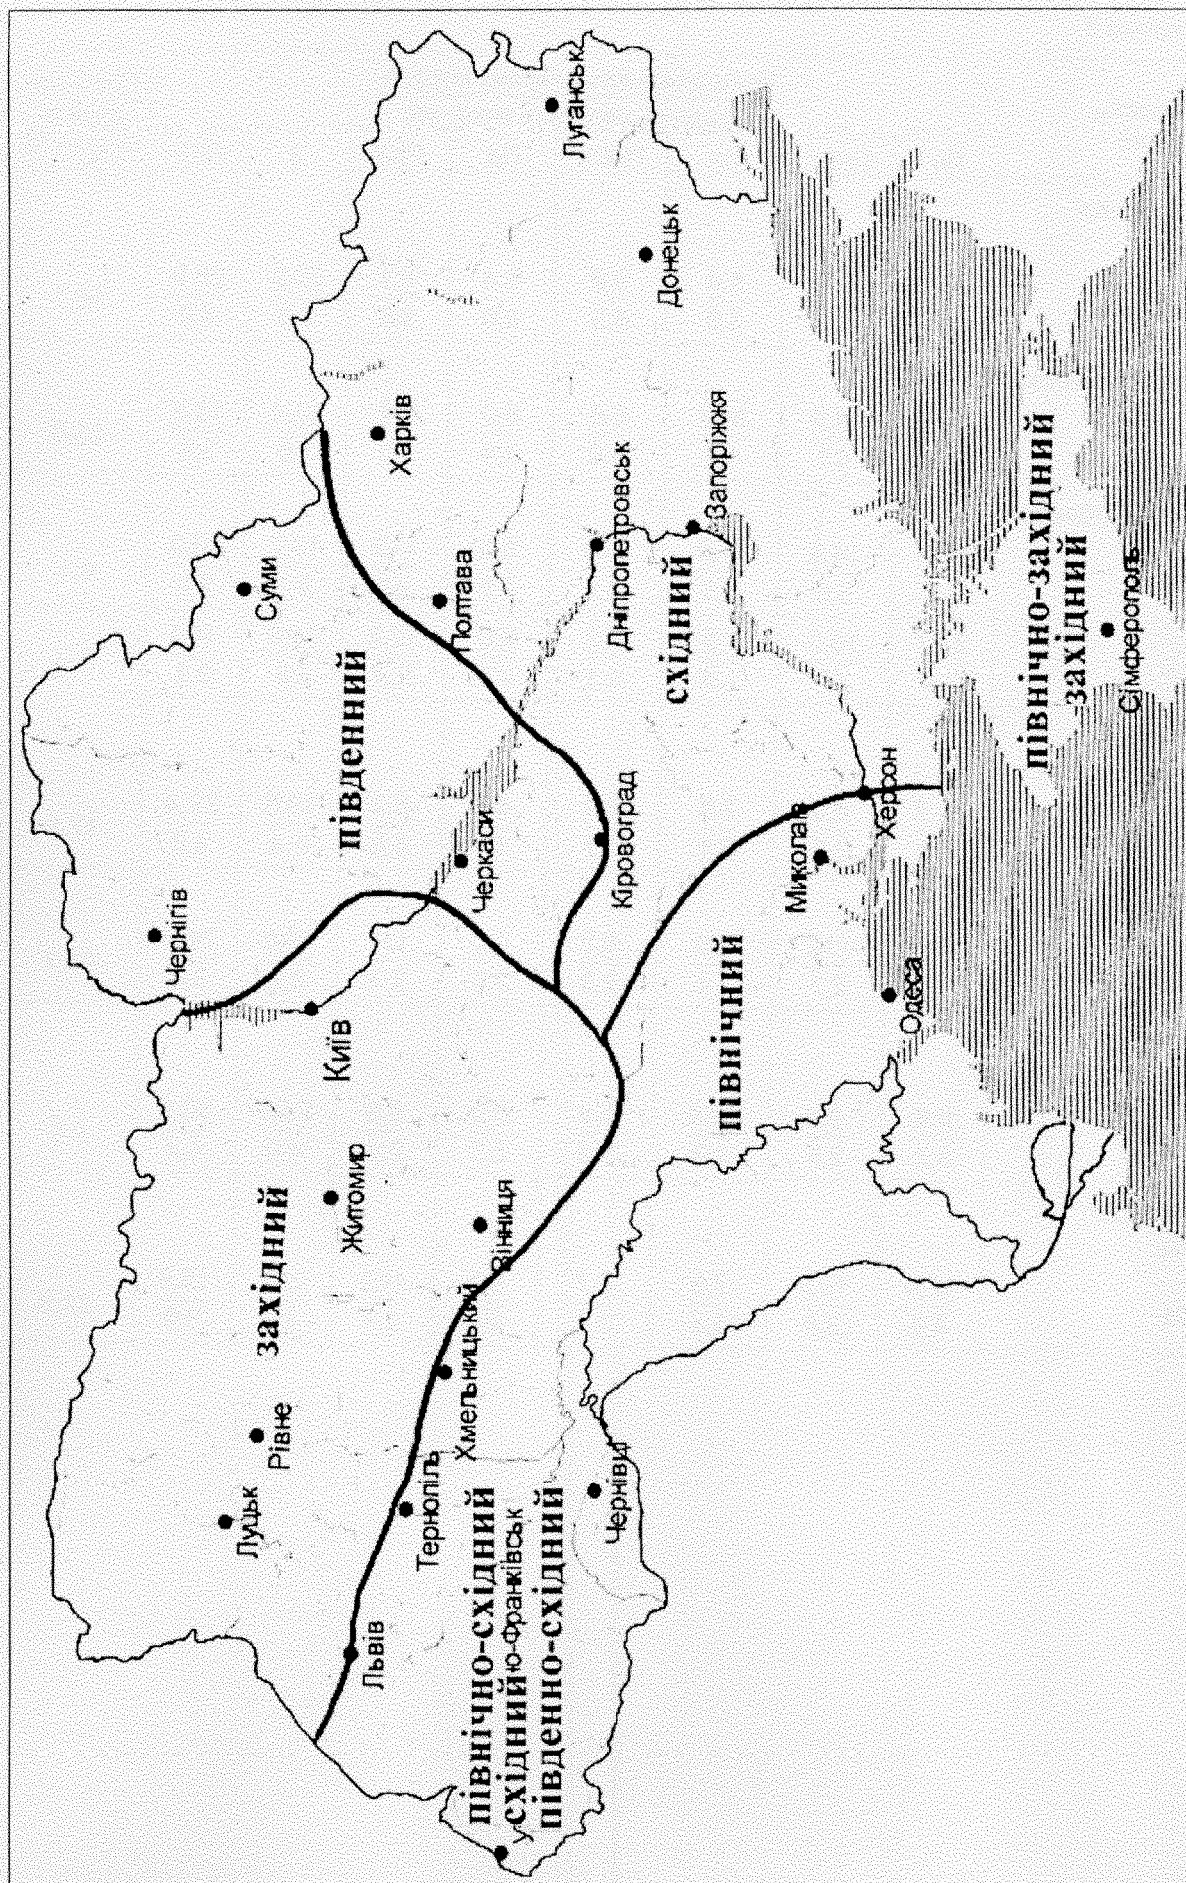 Чернігів
Луцьк
Суми
західний
Рівне
Київ
південний
Житомир
Львів
Харків
Тернопіль
Полтава
Хмельницький
Черкаси
Вінниця
північно-східний
східний ю-Франківськ
південно-східний
Луганськ
Чернівці
Дніпропетровськ
Кіровоград
Донецьк
східний
Запоріжжя
північний
Миколаїв
Херсон
Одеса
північно-західний
західний
Сімферополь